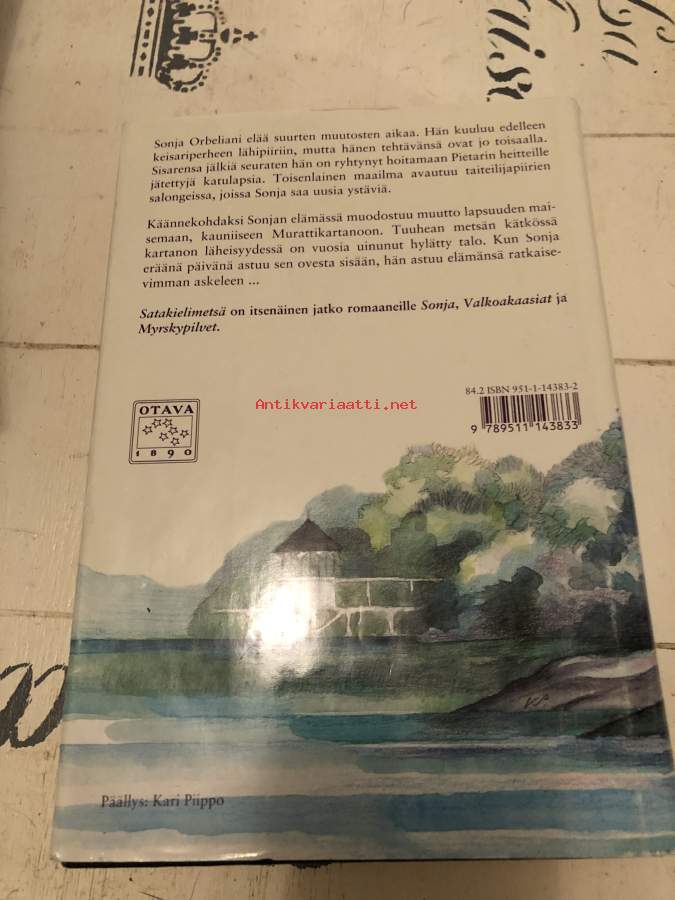 Sonja Orbeliani elää suurten muutosten aikaa. Hän kuuluu edelleen
keisariperheen lähipiiriin, mutta hänen tehtävänsä ovat jo toisaalla.
Sisarensa jälkiä seuraten hän on ryhtynyt hoitamaan Pietarin heitteille
jätettyjä katulapsia. Toisenlainen maailma avautuu taiteilijapiirien
salongeissa, joissa Sonja saa uusia ystäviä.
Käännekohdaksi Sonjan elämässä muodostuu muutto lapsuuden mai-
semaan, kauniiseen Murattikartanoon. Tuuhean metsän kätkössä
kartanon läheisyydessä on vuosia uinunut hylätty talo. Kun Sonja
eräänä päivänä astuu sen ovesta sisään, hän astuu elämänsä ratkaise-
vimman askeleen ...
Satakielimetsä on itsenäinen jatko romaaneille Sonja, Valkoakaasiat ja
Myrskypilvet.
84.2 ISBN 951-1-14383-2
9 789511 143833
OTAVA
1890
Antikvariaatti.net
Päällys: Kari Piippo